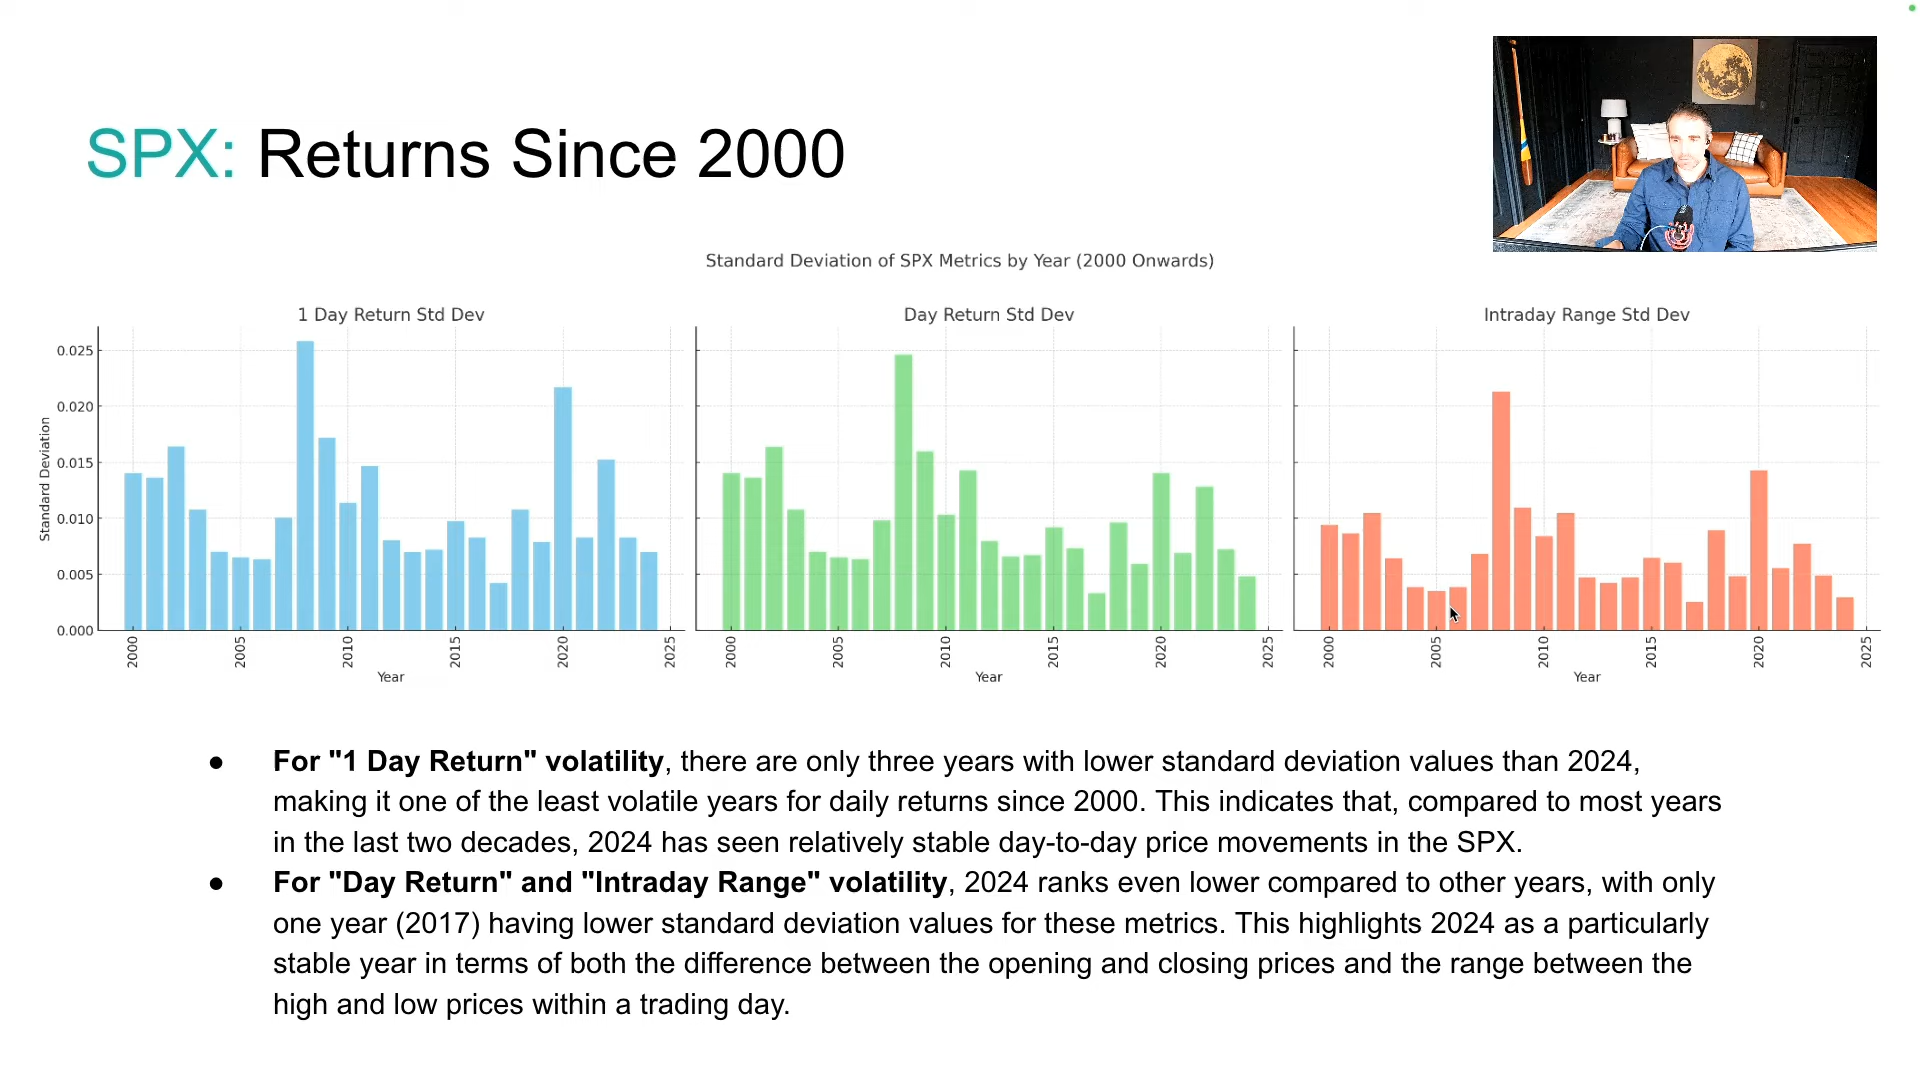 SPX: Returns Since 2000
Standard Deviation of SPX Metrics by Year (2000 Onwards)
1 Day Return Std Dev
Day Return Std Dev
Intraday Range Std Dev
Standard Deviation
0.025
0.020
0.015
0.010
0.005
0.000
2000 2005 2010 2015 2020 2025
2000 2005 2010 2015 2020 2025
2000 2005 2010 2015 2020 2025
Year
Year
Year
● For "1 Day Return" volatility, there are only three years with lower standard deviation values than 2024,
making it one of the least volatile years for daily returns since 2000. This indicates that, compared to most years
in the last two decades, 2024 has seen relatively stable day-to-day price movements in the SPX.
● For "Day Return" and "Intraday Range" volatility, 2024 ranks even lower compared to other years, with only
one year (2017) having lower standard deviation values for these metrics. This highlights 2024 as a particularly
stable year in terms of both the difference between the opening and closing prices and the range between the
high and low prices within a trading day.